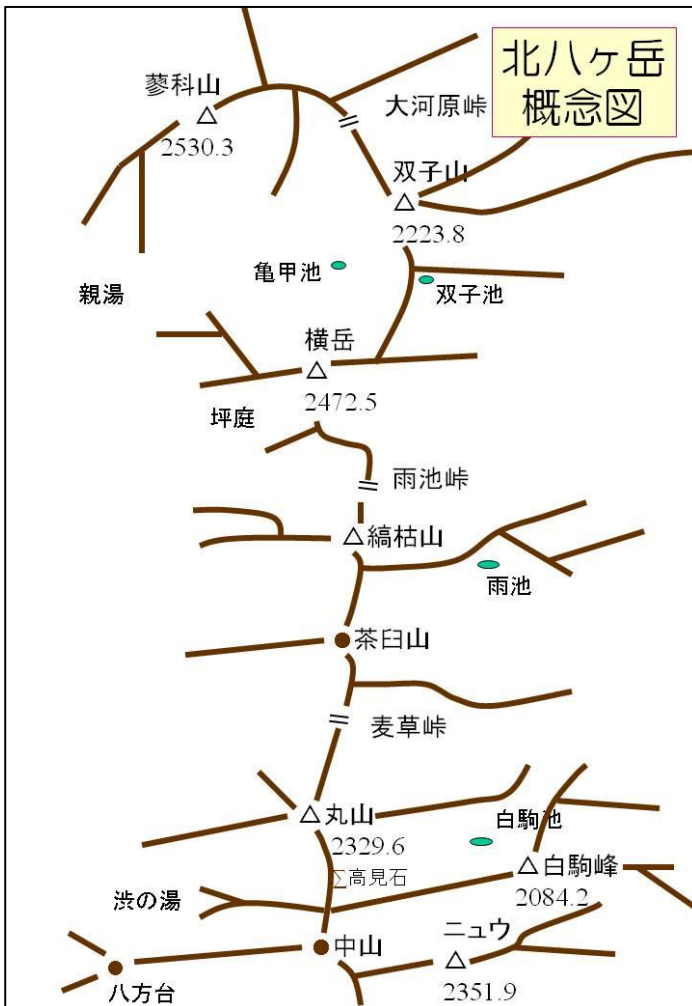 北八ヶ岳
概念図
蓼科山
2530.3
大河原峠
双子山
2223.8
亀甲池
双子池
親湯
横岳
2472.5
坪庭
雨池峠
縞枯山
雨池
茶臼山
麦草峠
丸山
2329.6
白駒池
高見石
白駒峰
2084.2
渋の湯
ニュウ
2351.9
中山
八方台